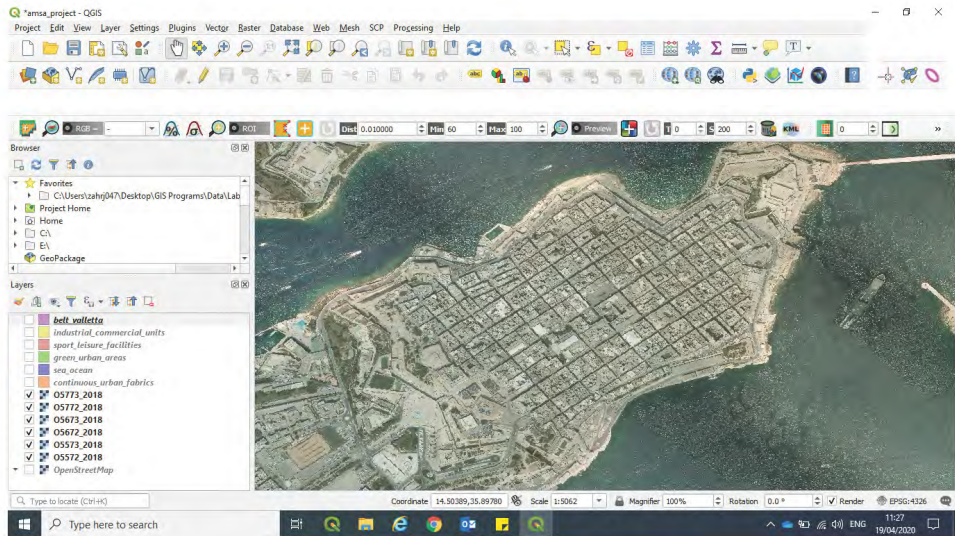 *amsa_project - QGIS
Project Edit View Layer Settings Plugins Vector Raster Database Web Mesh SCP Processing Help
RGB = - ROI Dist 0.010000 Min 60 Max 100 Preview T 0 S 200 KML 0 »
Browser
Favorites
C:\Users\zahrj047\Desktop\GIS Programs\Data\Lab
Project Home
Home
C:\
E:\
GeoPackage
Layers
belt_valletta
industrial_commercial_units
sport_leisure_facilities
green_urban_areas
sea_ocean
continuous_urban_fabrics
O5773_2018
O5772_2018
O5673_2018
O5672_2018
O5573_2018
O5572_2018
OpenStreetMap
Type to locate (Ctrl+K) Coordinate 14.50389,35.89780 Scale 1:5062 Magnifier 100% Rotation 0.0 ° Render EPSG:4326
Type here to search ENG 11:27
19/04/2020